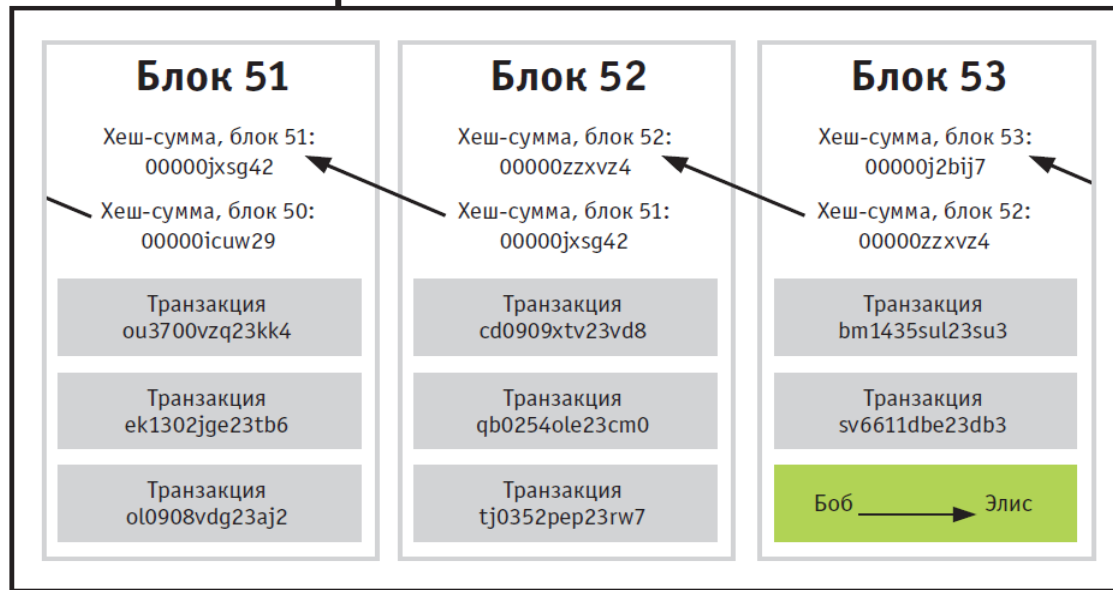 Блок 51
Хеш-сумма, блок 51:
00000jxsg42
Хеш-сумма, блок 50:
00000icuw29
Транзакция
ou3700vzq23kk4
Транзакция
ek1302jge23tb6
Транзакция
ol0908vdg23aj2
Блок 52
Хеш-сумма, блок 52:
00000zzxvz4
Хеш-сумма, блок 51:
00000jxsg42
Транзакция
cd0909xtv23vd8
Транзакция
qb0254ole23cm0
Транзакция
tj0352pep23rw7
Блок 53
Хеш-сумма, блок 53:
00000j2bij7
Хеш-сумма, блок 52:
00000zzxvz4
Транзакция
bm1435sul23su3
Транзакция
sv6611dbe23db3
Боб Элис